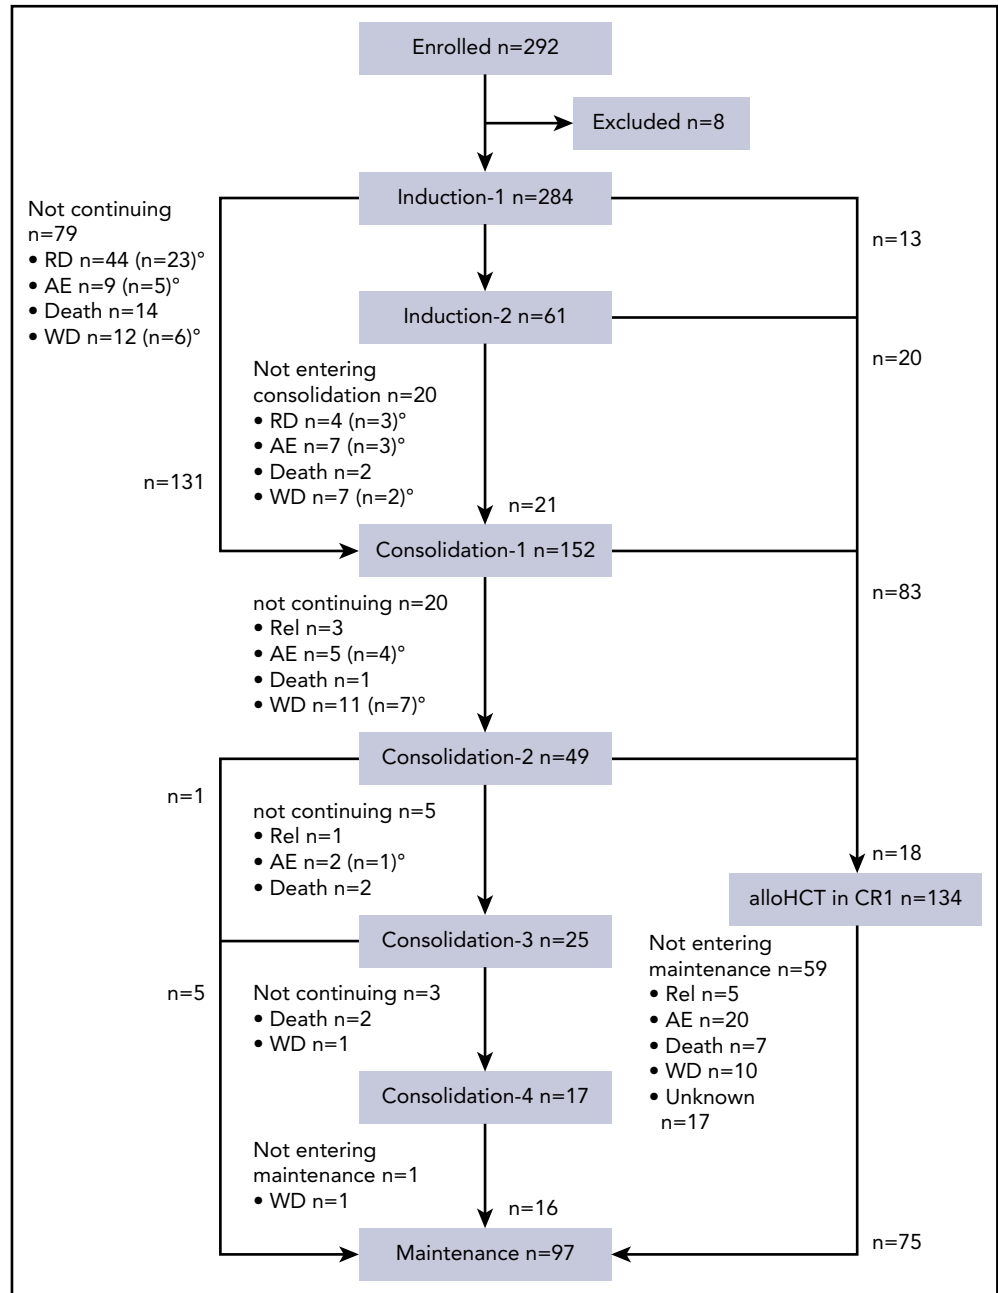 Enrolled n=292
Excluded n=8
Induction-1 n=284
Not continuing
n=79
• RD n=44 (n=23)°
• AE n=9 (n=5)°
• Death n=14
• WD n=12 (n=6)°
n=13
Induction-2 n=61
n=20
Not entering
consolidation n=20
• RD n=4 (n=3)°
• AE n=7 (n=3)°
• Death n=2
• WD n=7 (n=2)°
n=131
n=21
Consolidation-1 n=152
n=83
not continuing n=20
• Rel n=3
• AE n=5 (n=4)°
• Death n=1
• WD n=11 (n=7)°
Consolidation-2 n=49
n=1
not continuing n=5
• Rel n=1
• AE n=2 (n=1)°
• Death n=2
n=18
alloHCT in CR1 n=134
Consolidation-3 n=25
n=5
Not continuing n=3
• Death n=2
• WD n=1
Not entering
maintenance n=59
• Rel n=5
• AE n=20
• Death n=7
• WD n=10
• Unknown
n=17
Consolidation-4 n=17
Not entering
maintenance n=1
• WD n=1
n=16
n=75
Maintenance n=97